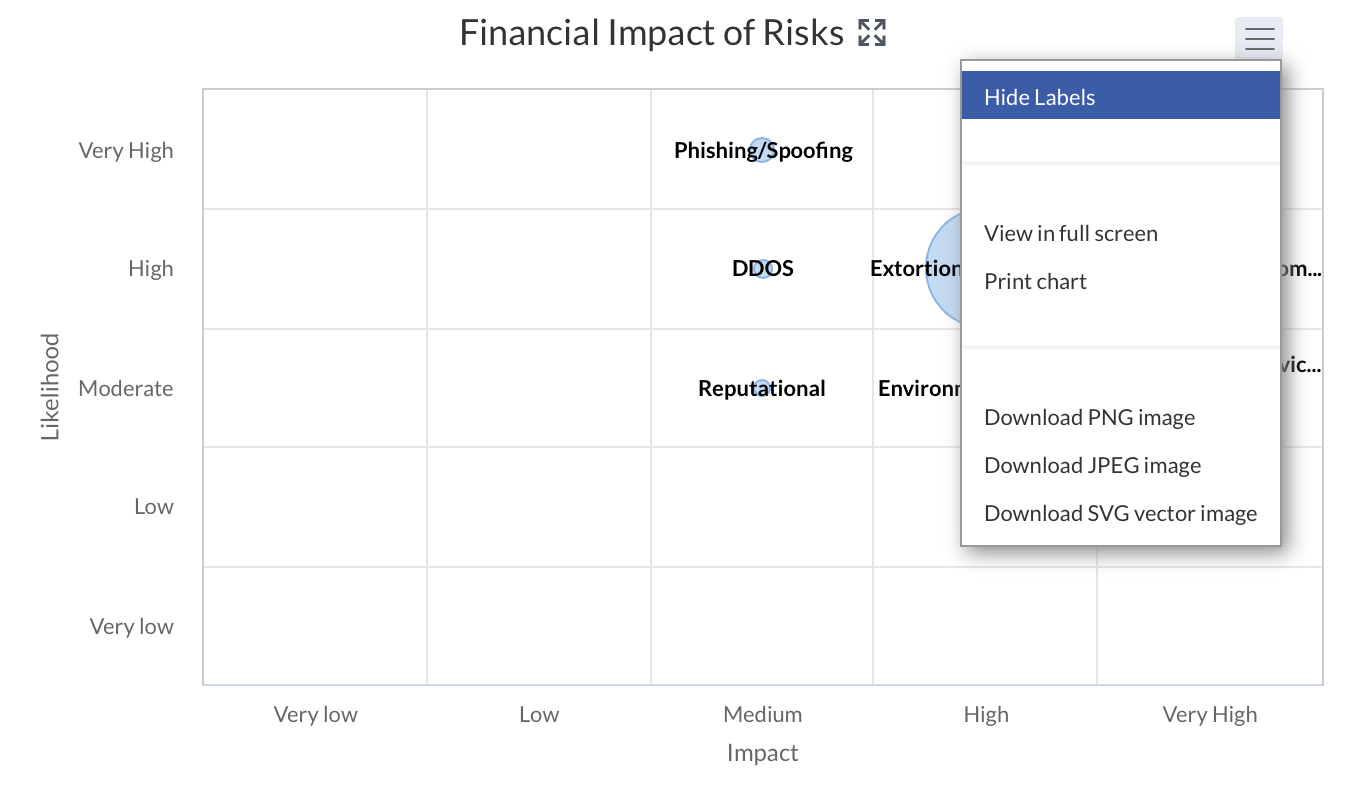 Financial Impact of Risks
Hide Labels
Very High
Phishing/Spoofing
View in full screen
High
DDOS
Extortion
om...
Print chart
vic...
Moderate
Reputational
Environ
Download PNG image
Download JPEG image
Low
Download SVG vector image
Very low
Likelihood
Very low
Low
Medium
High
Very High
Impact